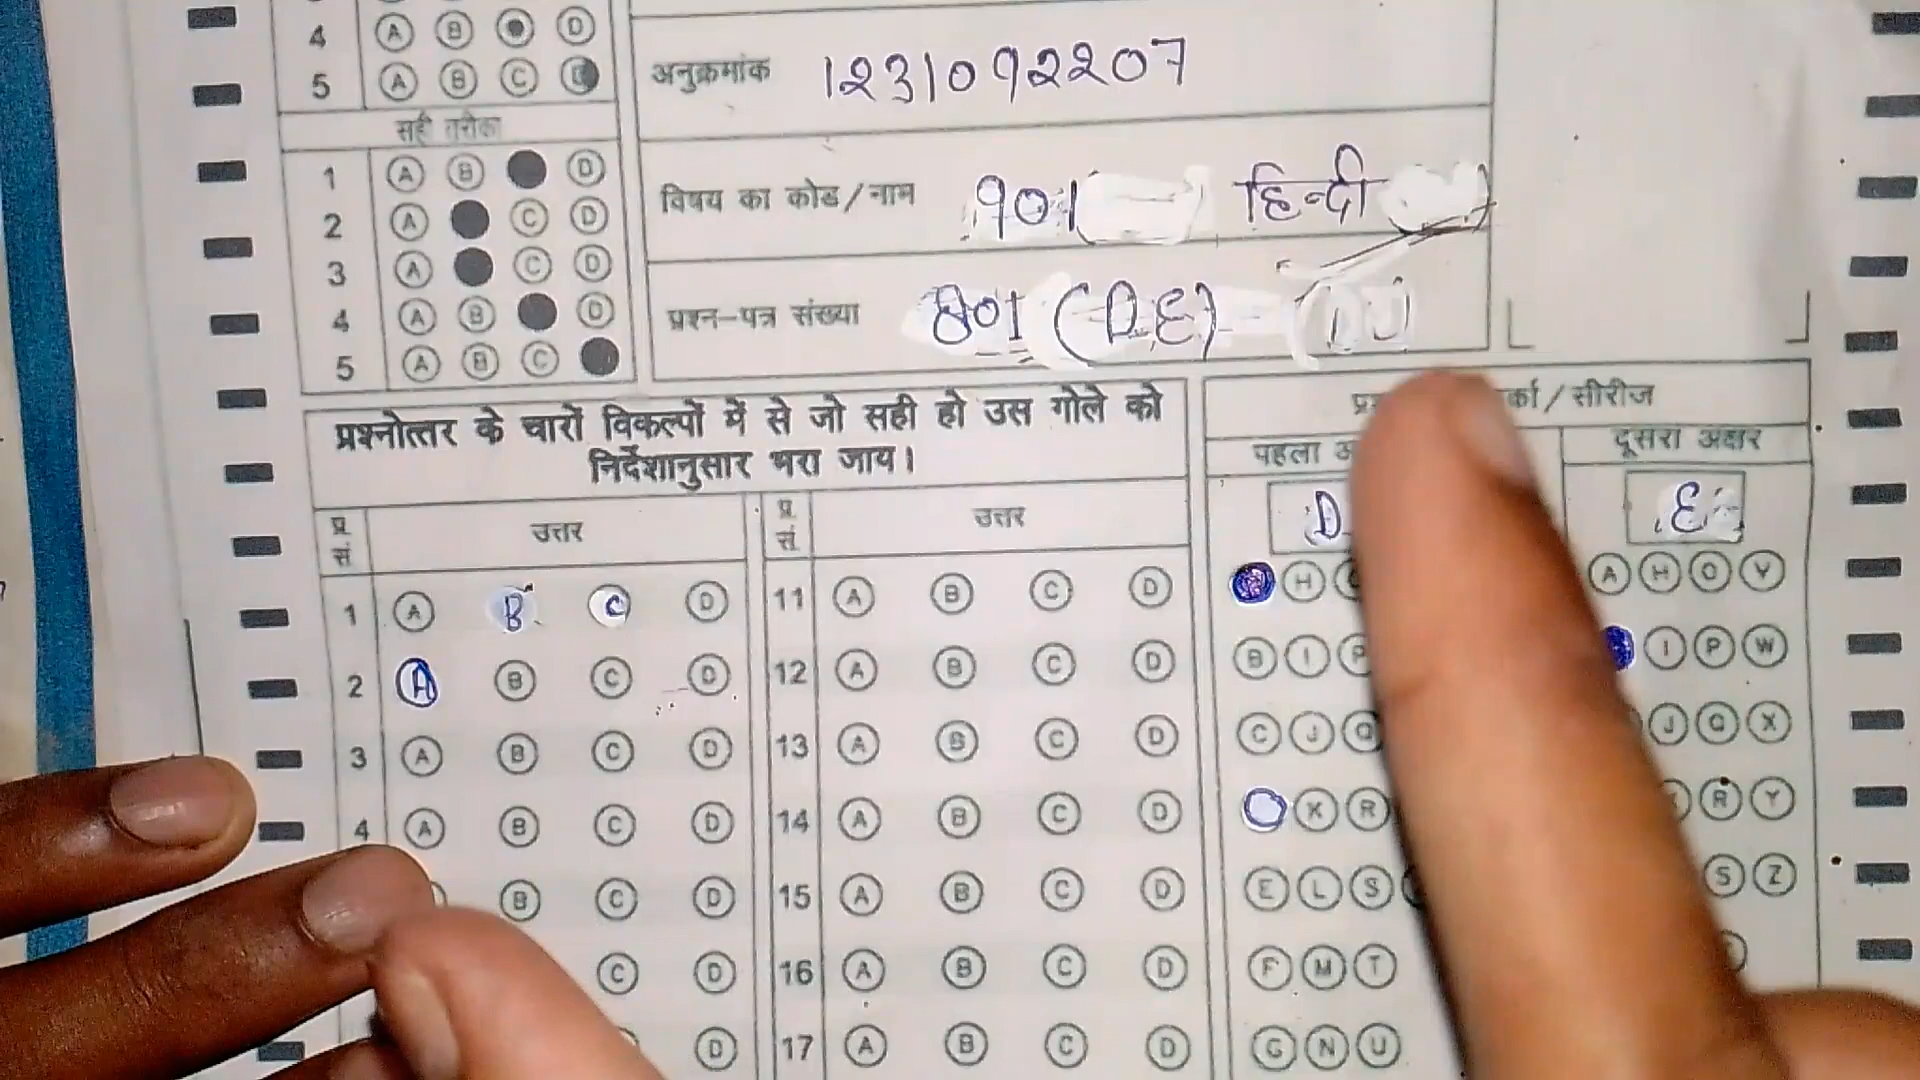 4 A B D
5 A B C
सही तरीका
1 A B D
2 A C D
3 A C D
4 A B D
5 A B C
अनुक्रमांक 1231092207
विषय का कोड/नाम 901 हिन्दी
प्रश्न-पत्र संख्या 801 (DE)
प्रश्नोत्तर के चारों विकल्पों में से जो सही हो उस गोले को
निर्देशानुसार भरा जाय।
प्र. सं. उत्तर प्र. सं. उत्तर
1 A B C D 11 A B C D
2 A B C D 12 A B C D
3 A B C D 13 A B C D
4 A B C D 14 A B C D
B C D 15 A B C D
C D 16 A B C D
D 17 A B C D
/ सीरीज
पहला दूसरा अक्षर
D E
H A H O V
B I P I P W
C J Q J Q X
K R R Y
E L S S Z
F M T
G N U